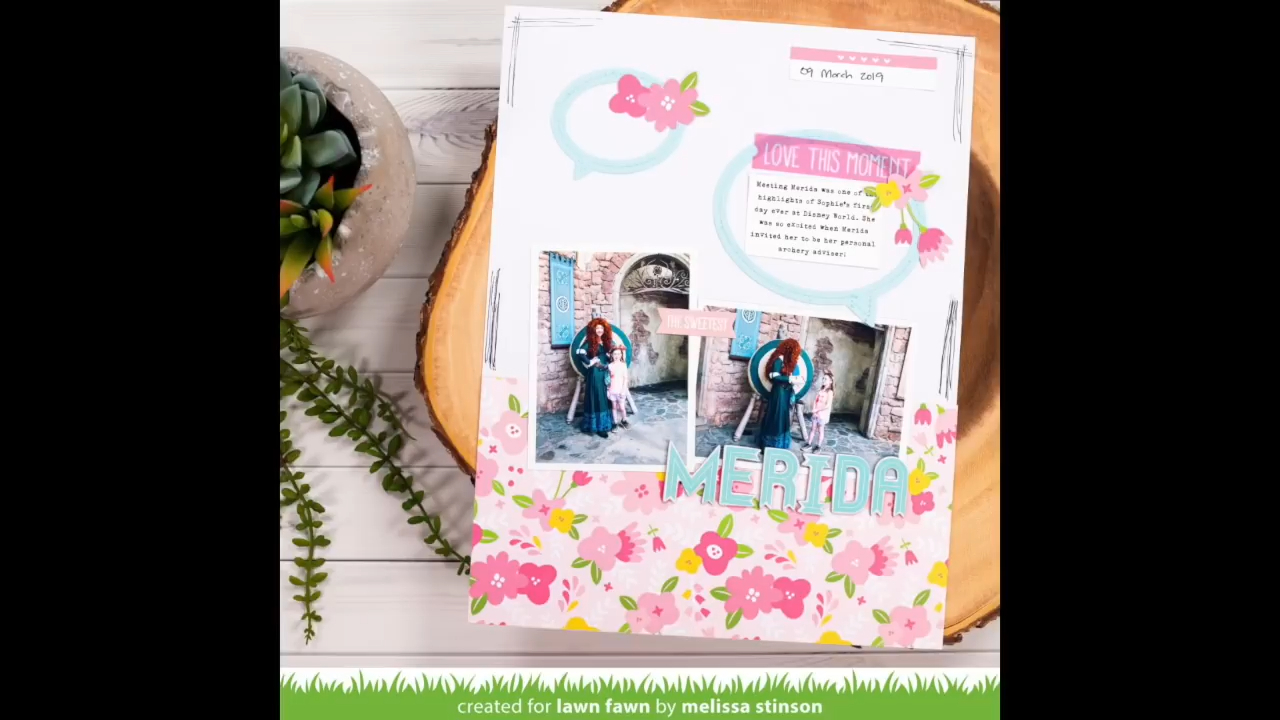 09 March 2019
LOVE THIS MOMENT
Meeting Merida was one of the
highlights of Sophie's first
day ever at Disney World. She
was so excited when Merida
invited her to be her personal
archery adviser!
THE SWEETEST
MERIDA
created for lawn fawn by melissa stinson